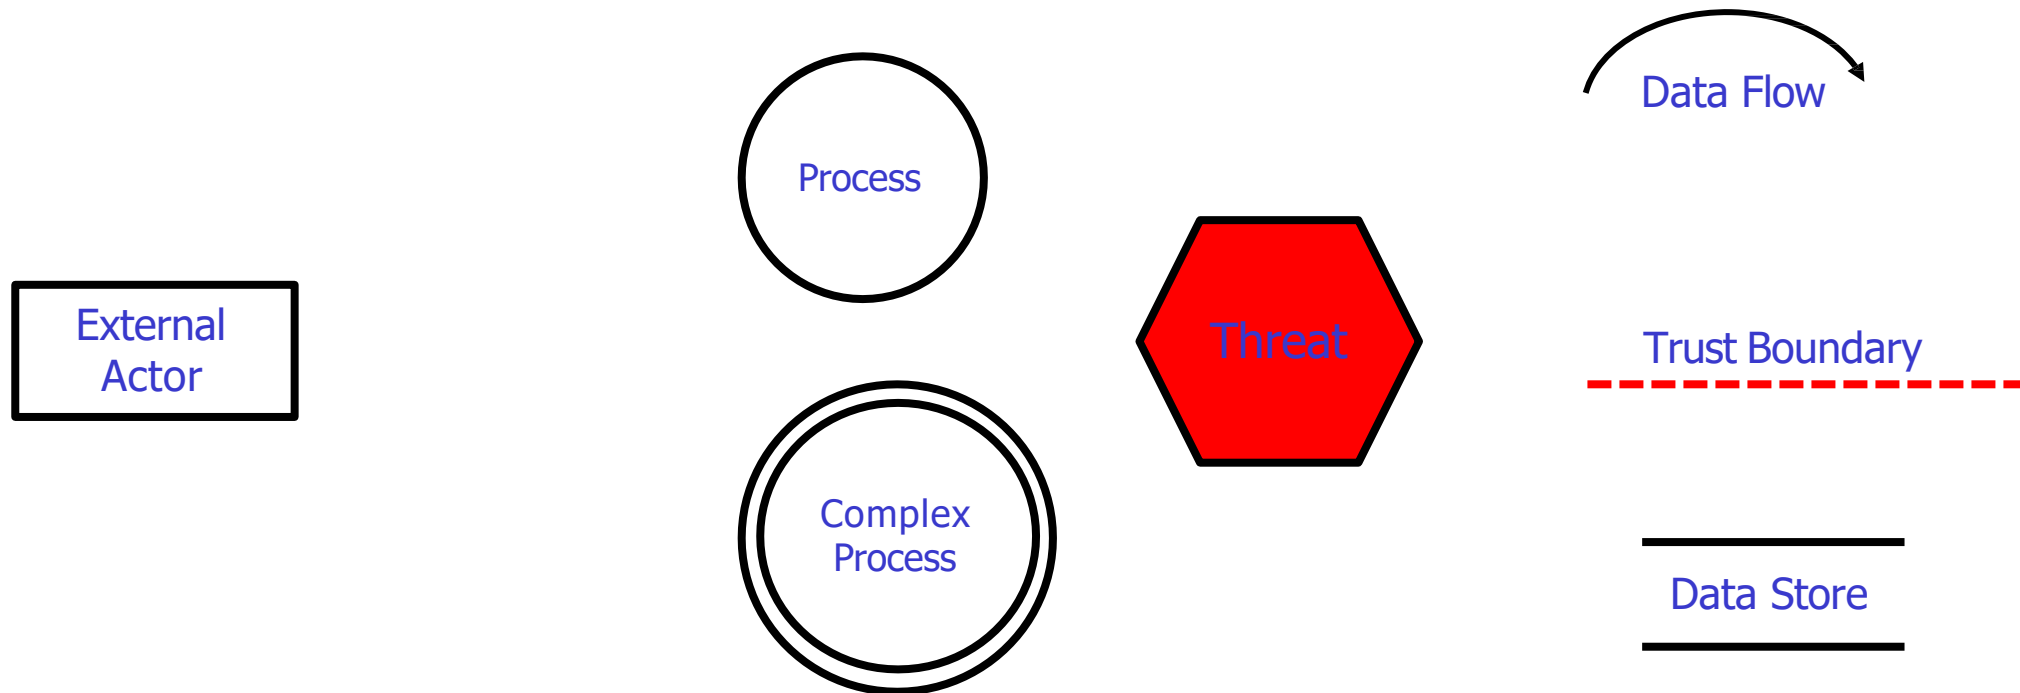 Data Flow
Process
External
Actor
Threat
Trust Boundary
Complex
Process
Data Store